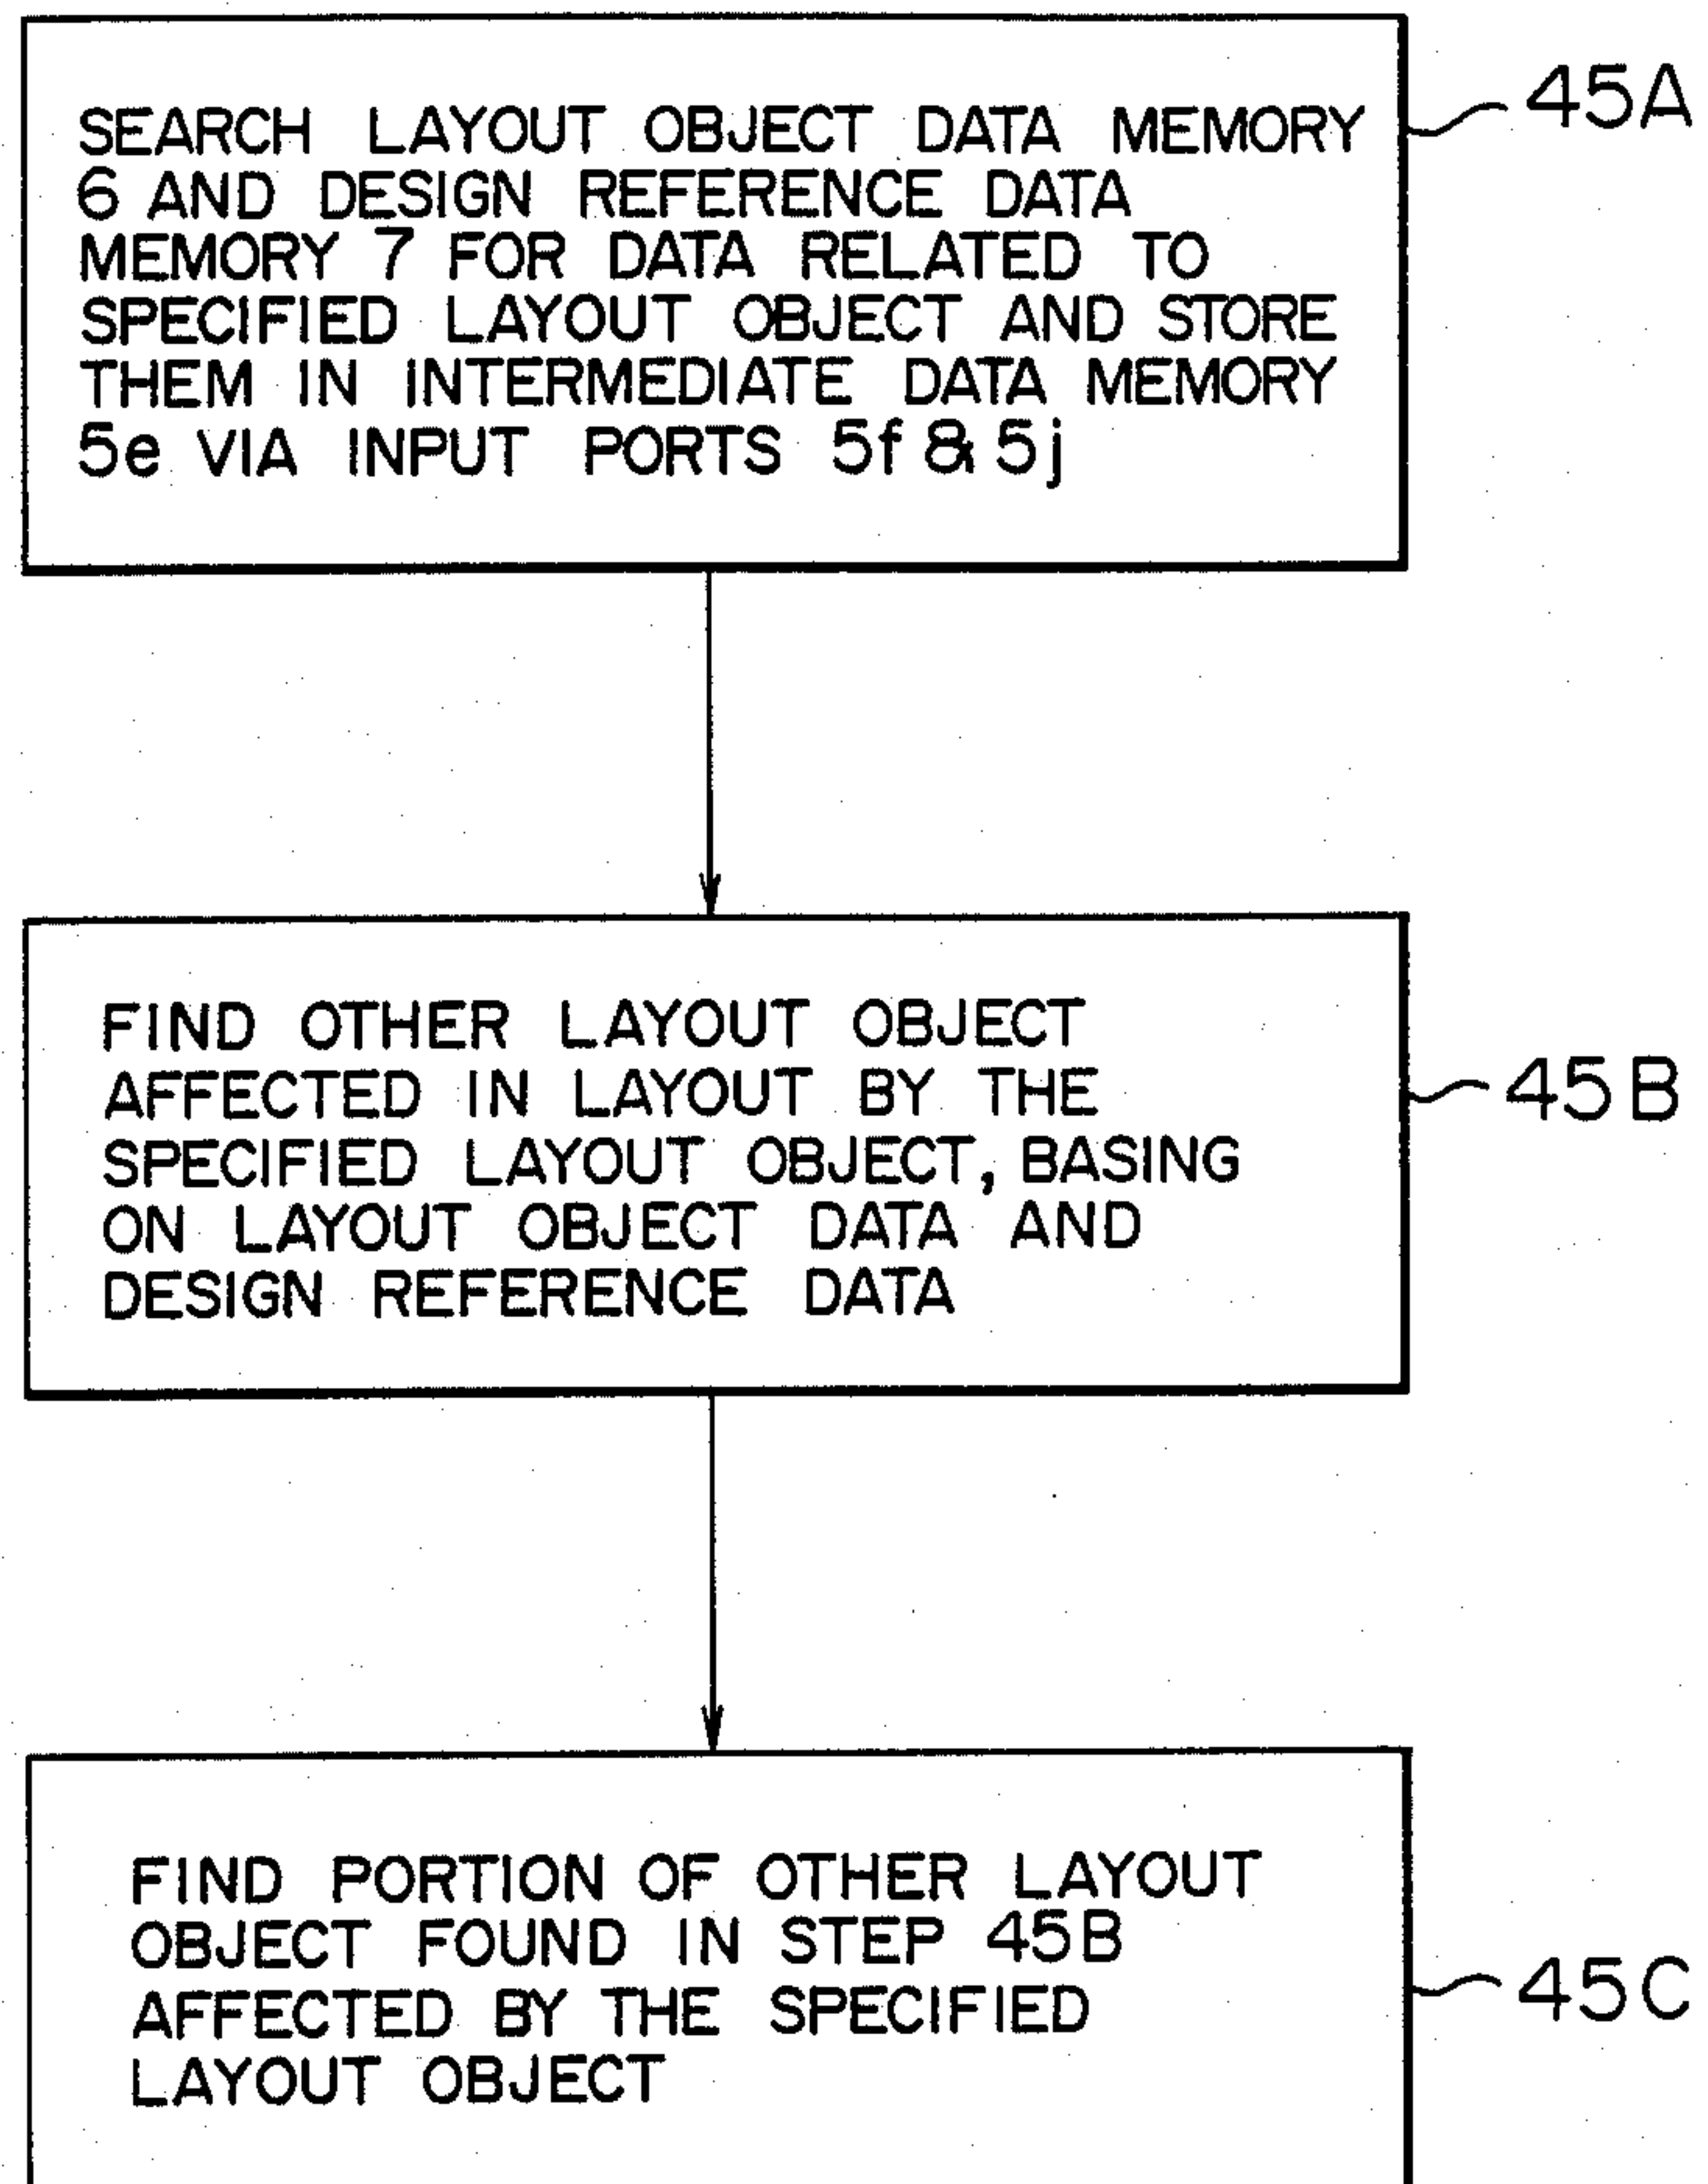 SEARCH LAYOUT OBJECT DATA MEMORY
6 AND DESIGN REFERENCE DATA
MEMORY 7 FOR DATA RELATED TO
SPECIFIED LAYOUT OBJECT AND STORE
THEM IN INTERMEDIATE DATA MEMORY
5e VIA INPUT PORTS 5f & 5j
45A
FIND OTHER LAYOUT OBJECT
AFFECTED IN LAYOUT BY THE
SPECIFIED LAYOUT OBJECT, BASING
ON LAYOUT OBJECT DATA AND
DESIGN REFERENCE DATA
45B
FIND PORTION OF OTHER LAYOUT
OBJECT FOUND IN STEP 45B
AFFECTED BY THE SPECIFIED
LAYOUT OBJECT
45C